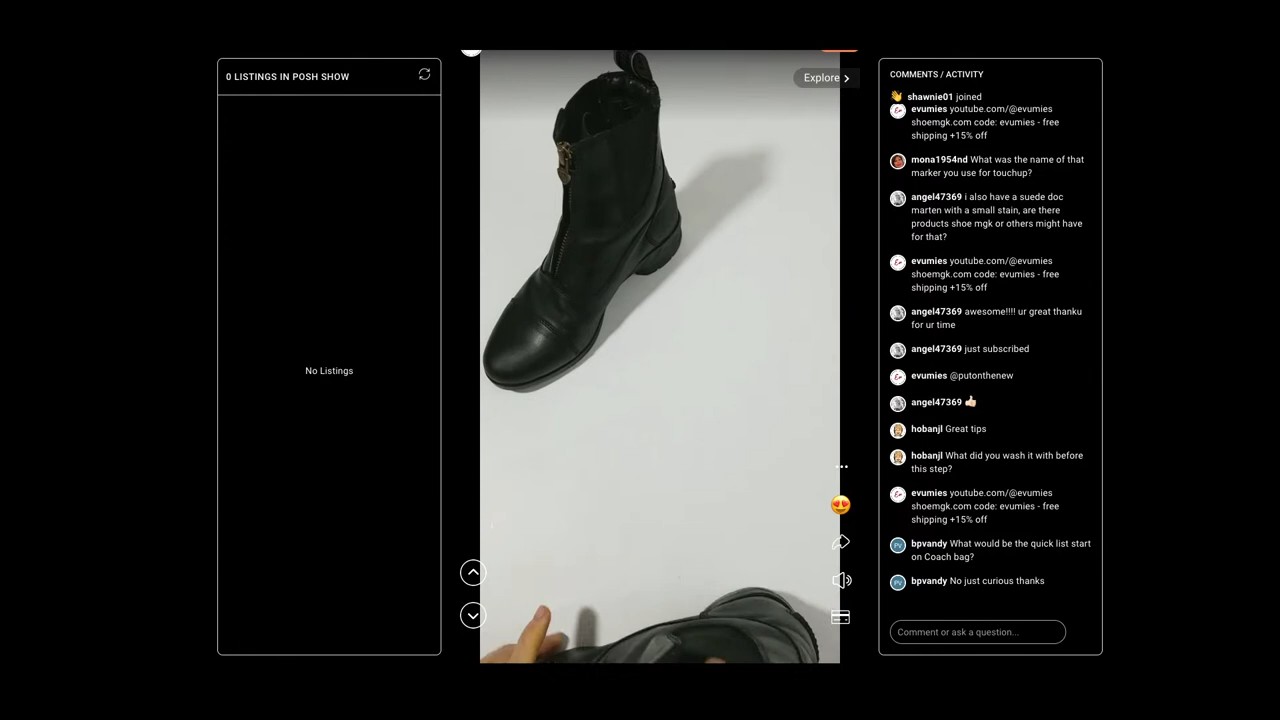 0 LISTINGS IN POSH SHOW
No Listings
Explore
COMMENTS / ACTIVITY
👋 shawnie01 joined
evumies youtube.com/@evumies
shoemgk.com code: evumies - free
shipping +15% off
mona1954nd What was the name of that
marker you use for touchup?
angel47369 i also have a suede doc
marten with a small stain, are there
products shoe mgk or others might have
for that?
evumies youtube.com/@evumies
shoemgk.com code: evumies - free
shipping +15% off
angel47369 awesome!!!! ur great thanku
for ur time
angel47369 just subscribed
evumies @putonthenew
angel47369 👍🏻
hobanjl Great tips
hobanjl What did you wash it with before
this step?
evumies youtube.com/@evumies
shoemgk.com code: evumies - free
shipping +15% off
PV bpvandy What would be the quick list start
on Coach bag?
PV bpvandy No just curious thanks
Comment or ask a question...